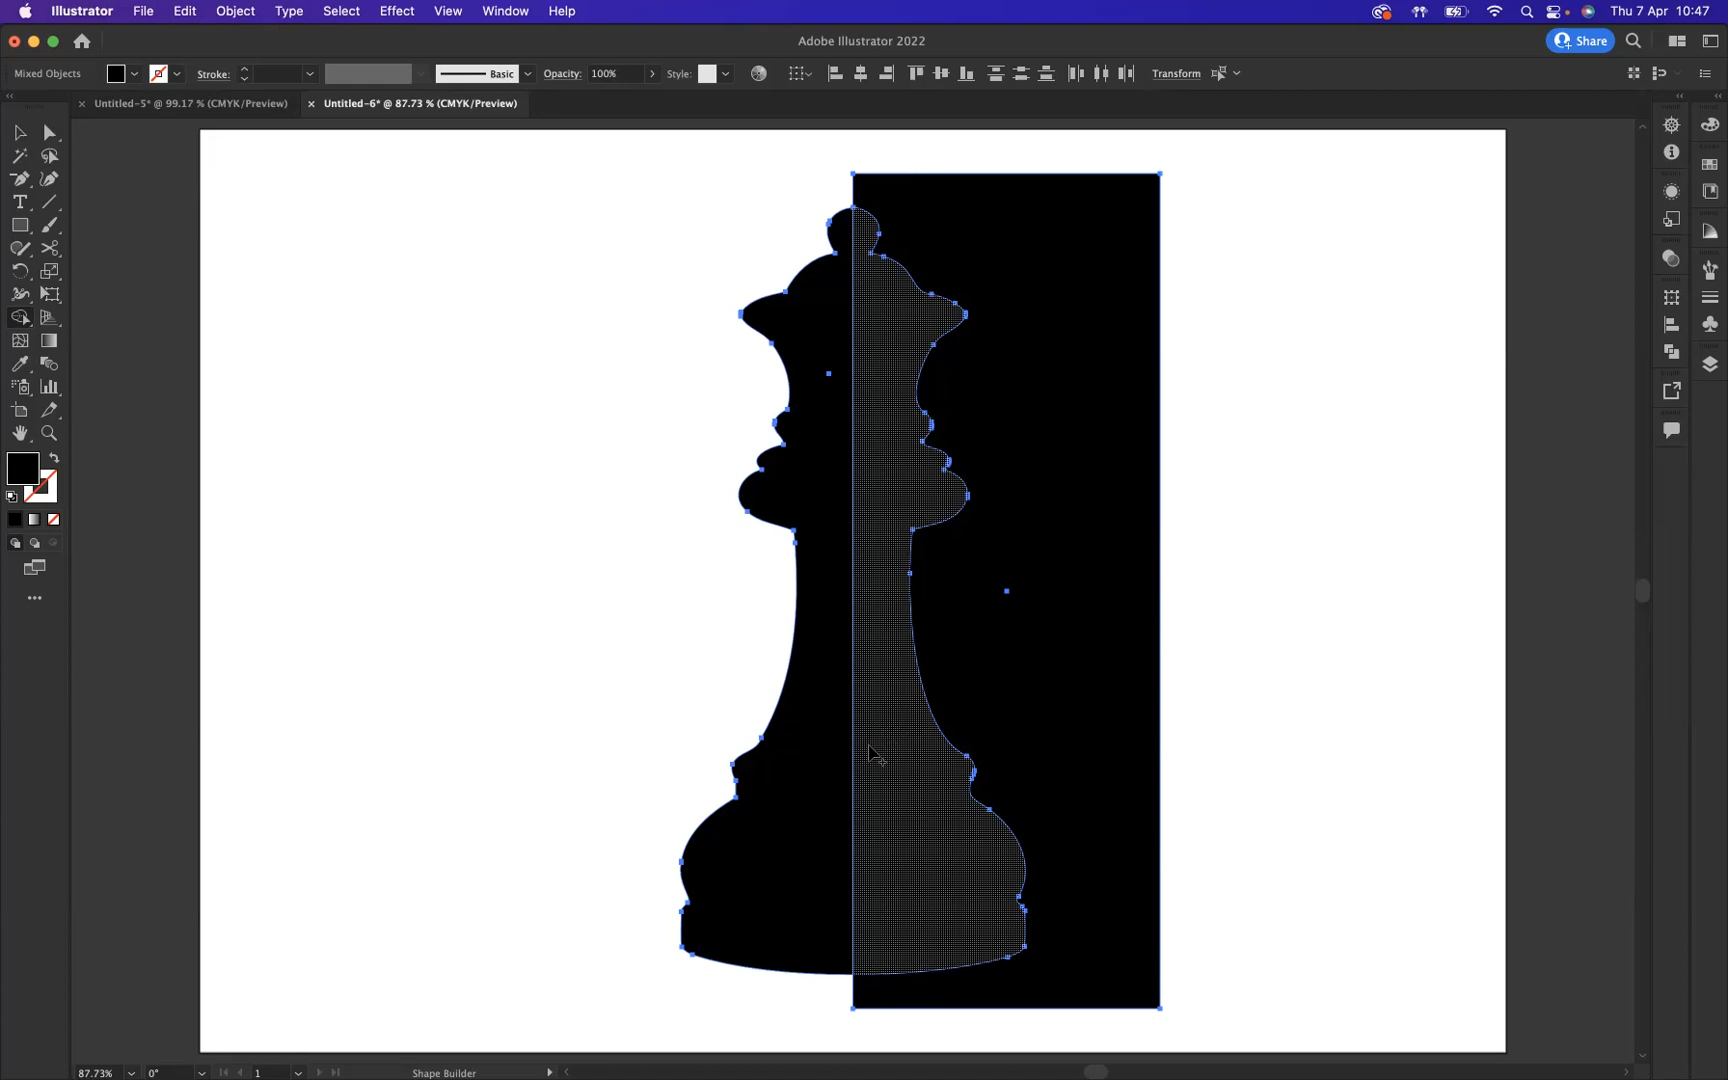 Illustrator File Edit Object Type Select Effect View Window Help Thu 7 Apr 10:47
Adobe Illustrator 2022 Share
Mixed Objects Stroke: Basic Opacity: 100% Style: Transform
Untitled-5* @ 99.17 % (CMYK/Preview) Untitled-6* @ 87.73 % (CMYK/Preview)
87.73% 0° 1 Shape Builder